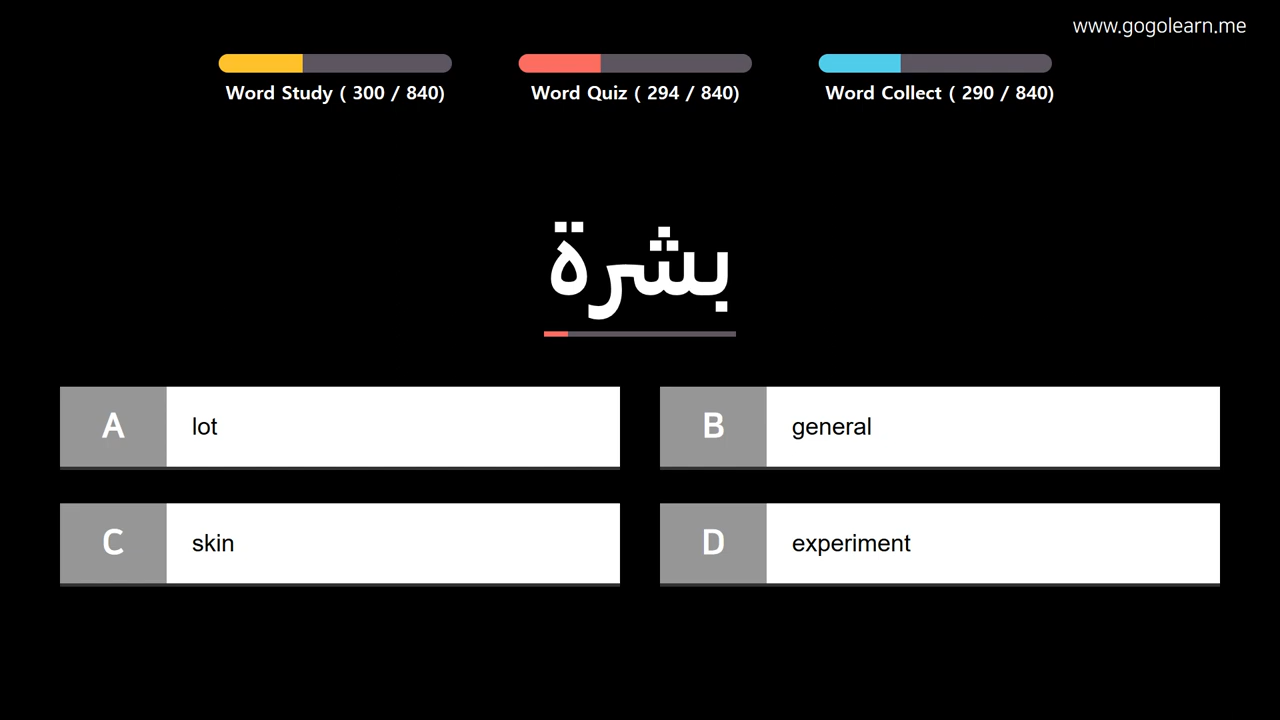 www.gogolearn.me
Word Study ( 300 / 840)
Word Quiz ( 294 / 840)
Word Collect ( 290 / 840)
بشرة
A lot
B general
C skin
D experiment